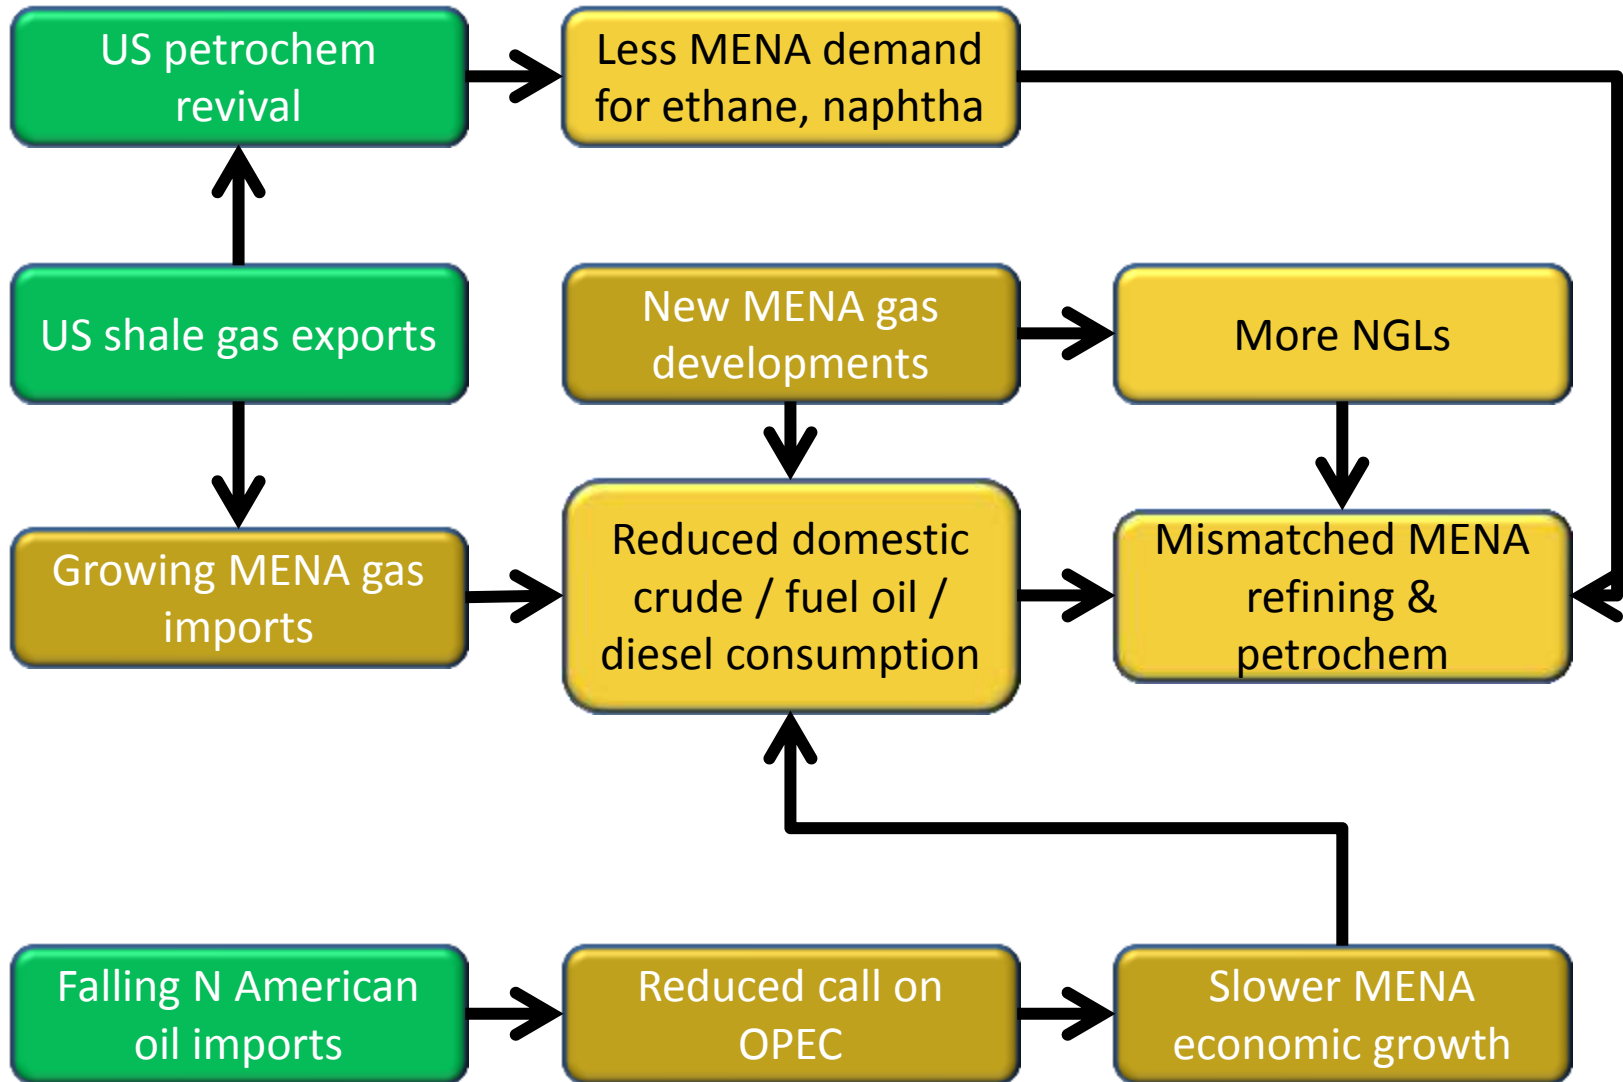 US petrochem
revival
Less MENA demand
for ethane, naphtha
US shale gas exports
New MENA gas
developments
More NGLs
Growing MENA gas
imports
Reduced domestic
crude / fuel oil /
diesel consumption
Mismatched MENA
refining &
petrochem
Falling N American
oil imports
Reduced call on
OPEC
Slower MENA
economic growth